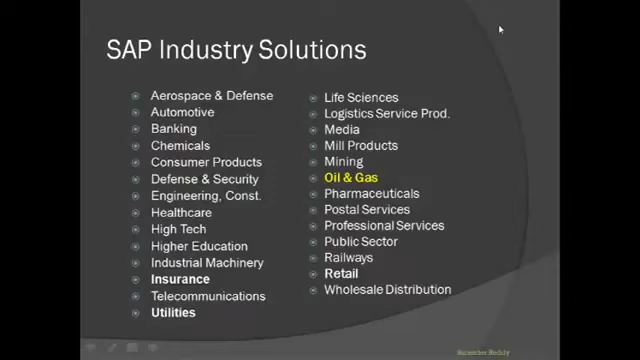 SAP Industry Solutions
Aerospace & Defense
Automotive
Banking
Chemicals
Consumer Products
Defense & Security
Engineering, Const.
Healthcare
High Tech
Higher Education
Industrial Machinery
Insurance
Telecommunications
Utilities
Life Sciences
Logistics Service Prod.
Media
Mill Products
Mining
Oil & Gas
Pharmaceuticals
Postal Services
Professional Services
Public Sector
Railways
Retail
Wholesale Distribution
Surender Reddy